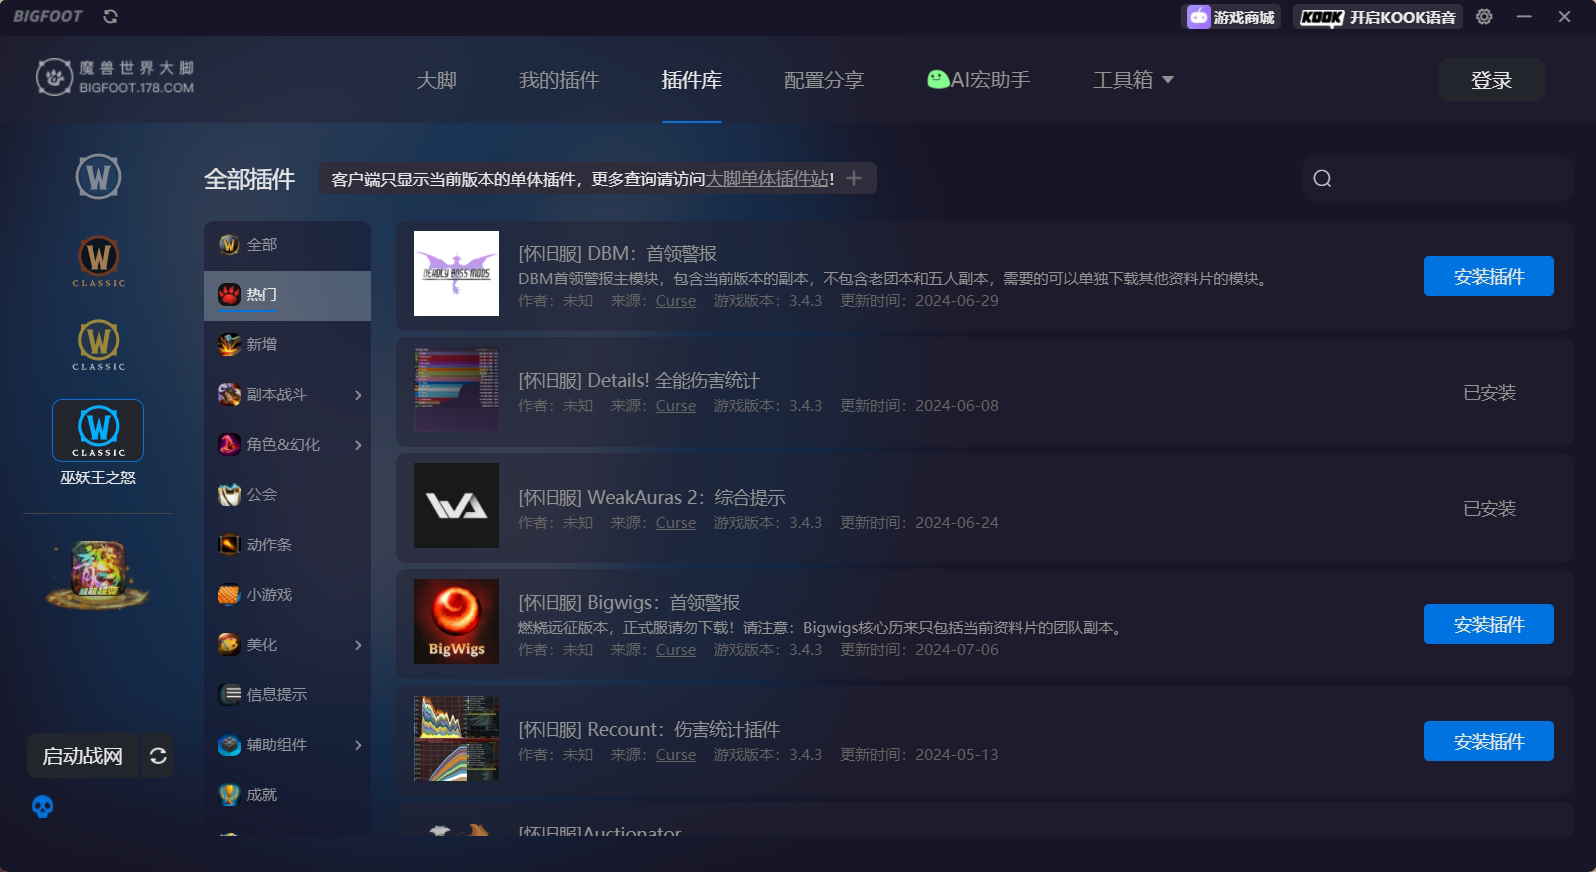 BIGFOOT
游戏商城
KOOK 开启KOOK语音
魔兽世界大脚
BIGFOOT.178.COM
大脚
我的插件
插件库
配置分享
AI宏助手
工具箱
登录
W
W
CLASSIC
W
CLASSIC
W
CLASSIC
巫妖王之怒
启动战网
全部插件
客户端只显示当前版本的单体插件，更多查询请访问大脚单体插件站！
全部
热门
新增
副本战斗
角色&幻化
公会
动作条
小游戏
美化
信息提示
辅助组件
成就
DEADLY BOSS MODS
[怀旧服] DBM：首领警报
DBM首领警报主模块，包含当前版本的副本，不包含老团本和五人副本，需要的可以单独下载其他资料片的模块。
作者：未知 来源：Curse 游戏版本：3.4.3 更新时间：2024-06-29
安装插件
[怀旧服] Details! 全能伤害统计
作者：未知 来源：Curse 游戏版本：3.4.3 更新时间：2024-06-08
已安装
WA
[怀旧服] WeakAuras 2：综合提示
作者：未知 来源：Curse 游戏版本：3.4.3 更新时间：2024-06-24
已安装
BigWigs
[怀旧服] Bigwigs：首领警报
燃烧远征版本，正式服请勿下载！请注意：Bigwigs核心历来只包括当前资料片的团队副本。
作者：未知 来源：Curse 游戏版本：3.4.3 更新时间：2024-07-06
安装插件
[怀旧服] Recount：伤害统计插件
作者：未知 来源：Curse 游戏版本：3.4.3 更新时间：2024-05-13
安装插件
[怀旧服]Auctionator